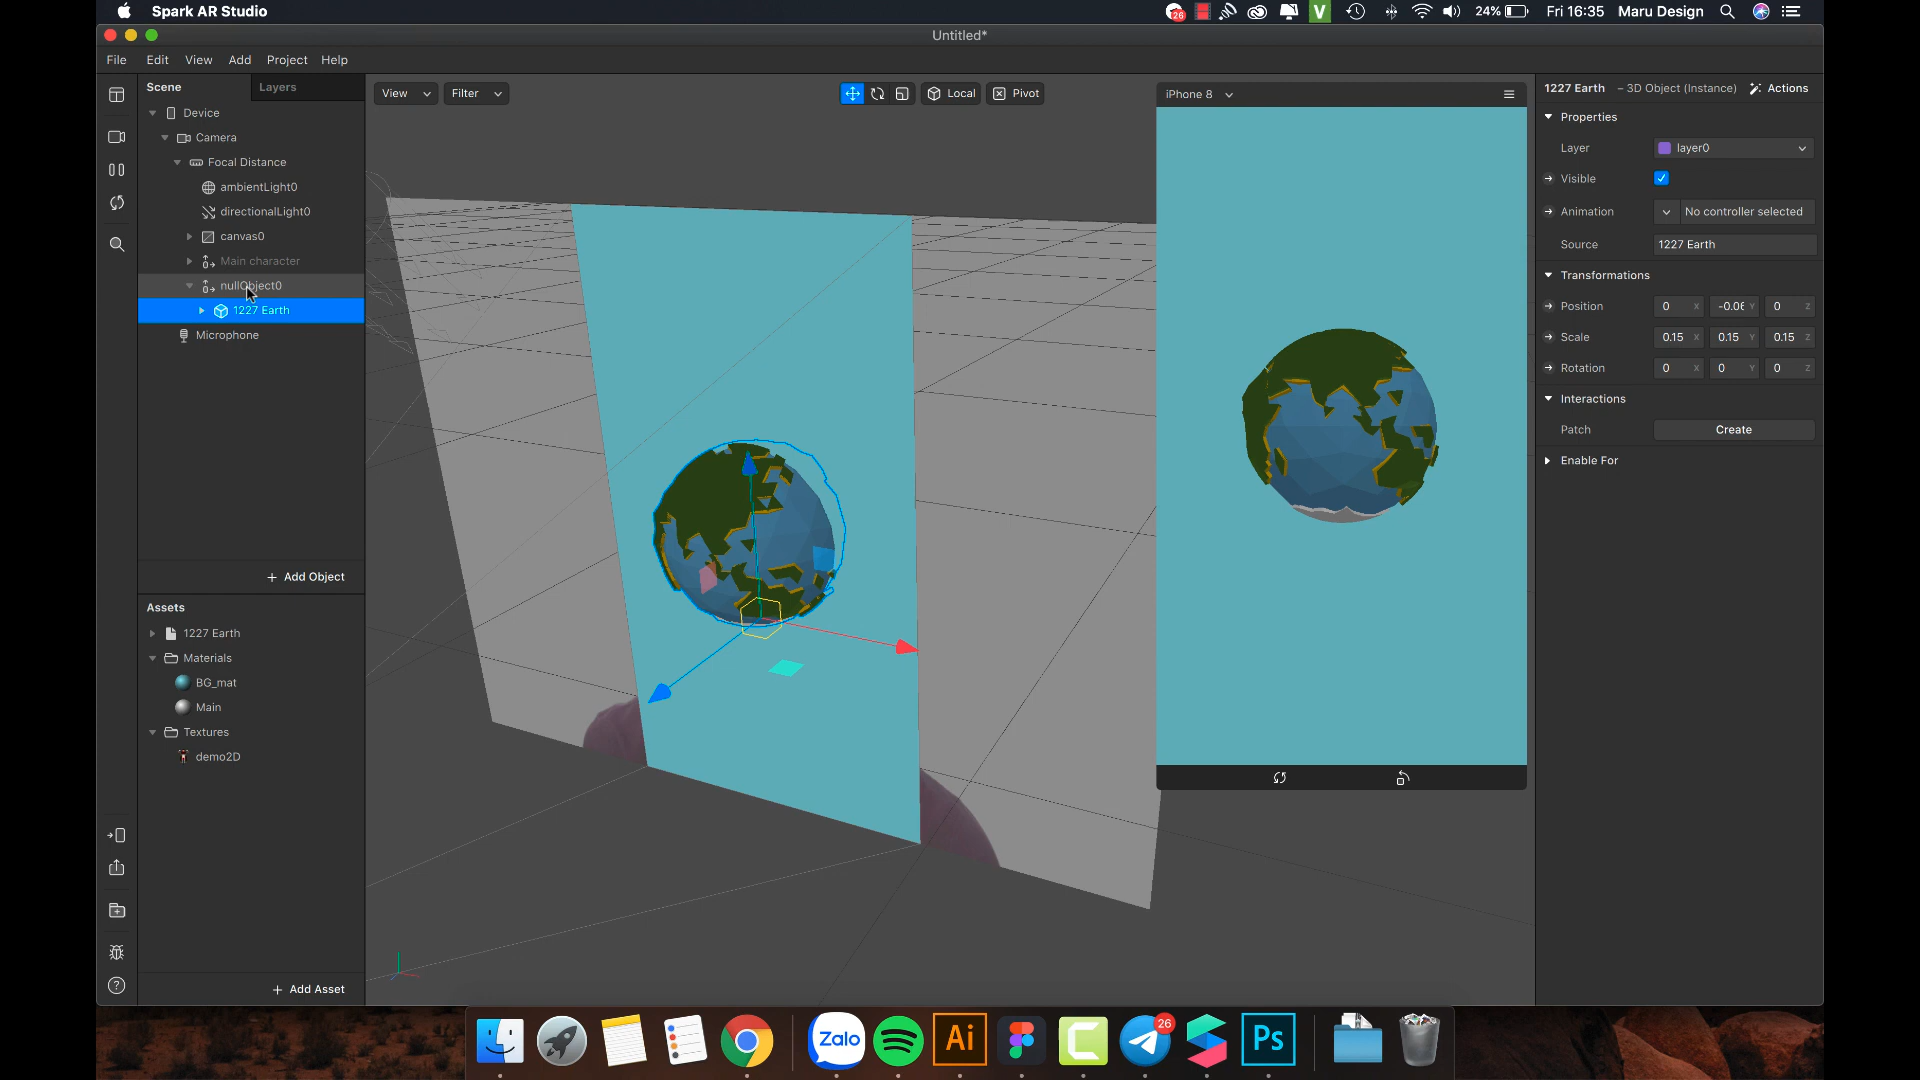 Spark AR Studio
26
V
24%
Fri 16:35
Maru Design
Untitled*
File Edit View Add Project Help
Scene
Layers
Device
Camera
Focal Distance
ambientLight0
directionalLight0
canvas0
Main character
nullObject0
1227 Earth
Microphone
+ Add Object
Assets
1227 Earth
Materials
BG_mat
Main
Textures
demo2D
+ Add Asset
View
Filter
Local
Pivot
iPhone 8
1227 Earth – 3D Object (Instance)
Actions
Properties
Layer
layer0
Visible
Animation
No controller selected
Source
1227 Earth
Transformations
Position 0 X -0.06 Y 0 Z
Scale 0.15 X 0.15 Y 0.15 Z
Rotation 0 X 0 Y 0 Z
Interactions
Patch
Create
Enable For
Zalo
Ai
26
Ps